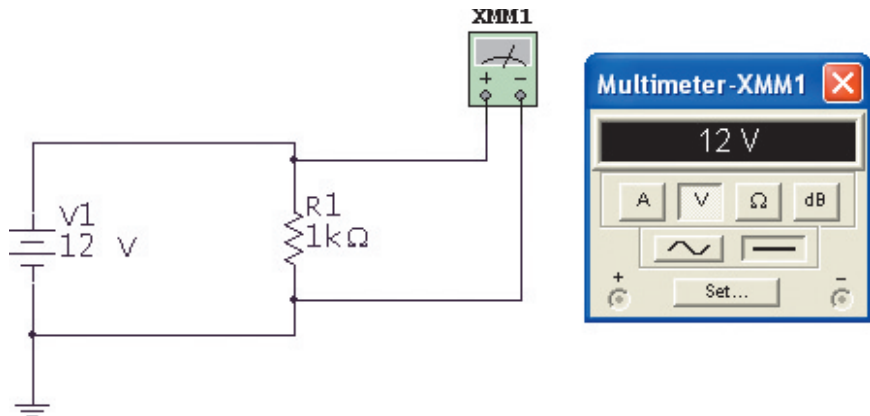 XMM1
+ −
V1
12 V
R1
1kΩ
Multimeter-XMM1
12 V
A V Ω dB
+ −
Set...